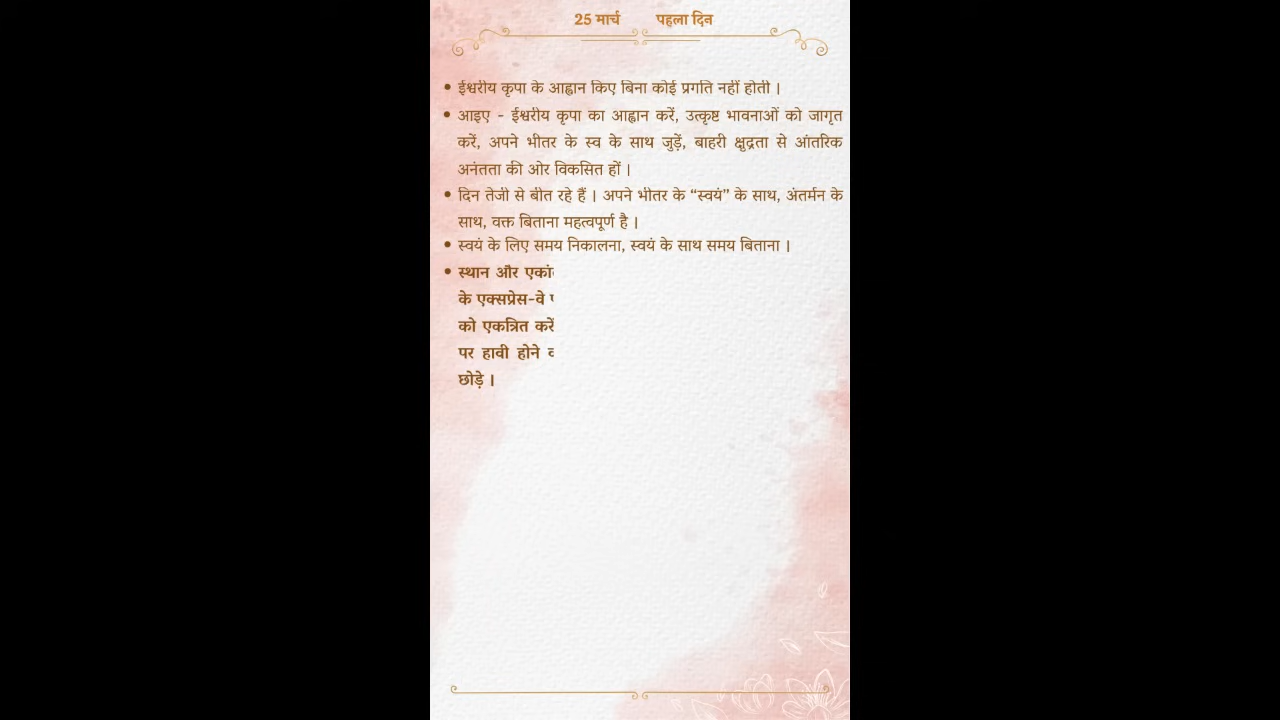 25 मार्च पहला दिन
• ईश्वरीय कृपा के आह्वान किए बिना कोई प्रगति नहीं होती ।
• आइए - ईश्वरीय कृपा का आह्वान करें, उत्कृष्ट भावनाओं को जागृत
करें, अपने भीतर के स्व के साथ जुड़ें, बाहरी क्षुद्रता से आंतरिक
अनंतता की ओर विकसित हों ।
• दिन तेजी से बीत रहे हैं । अपने भीतर के “स्वयं” के साथ, अंतर्मन के
साथ, वक्त बिताना महत्वपूर्ण है ।
• स्वयं के लिए समय निकालना, स्वयं के साथ समय बिताना ।
• स्थान और
के एक्सप्रेस-वे
को एकत्रित करें
पर हावी होने
छोड़े ।